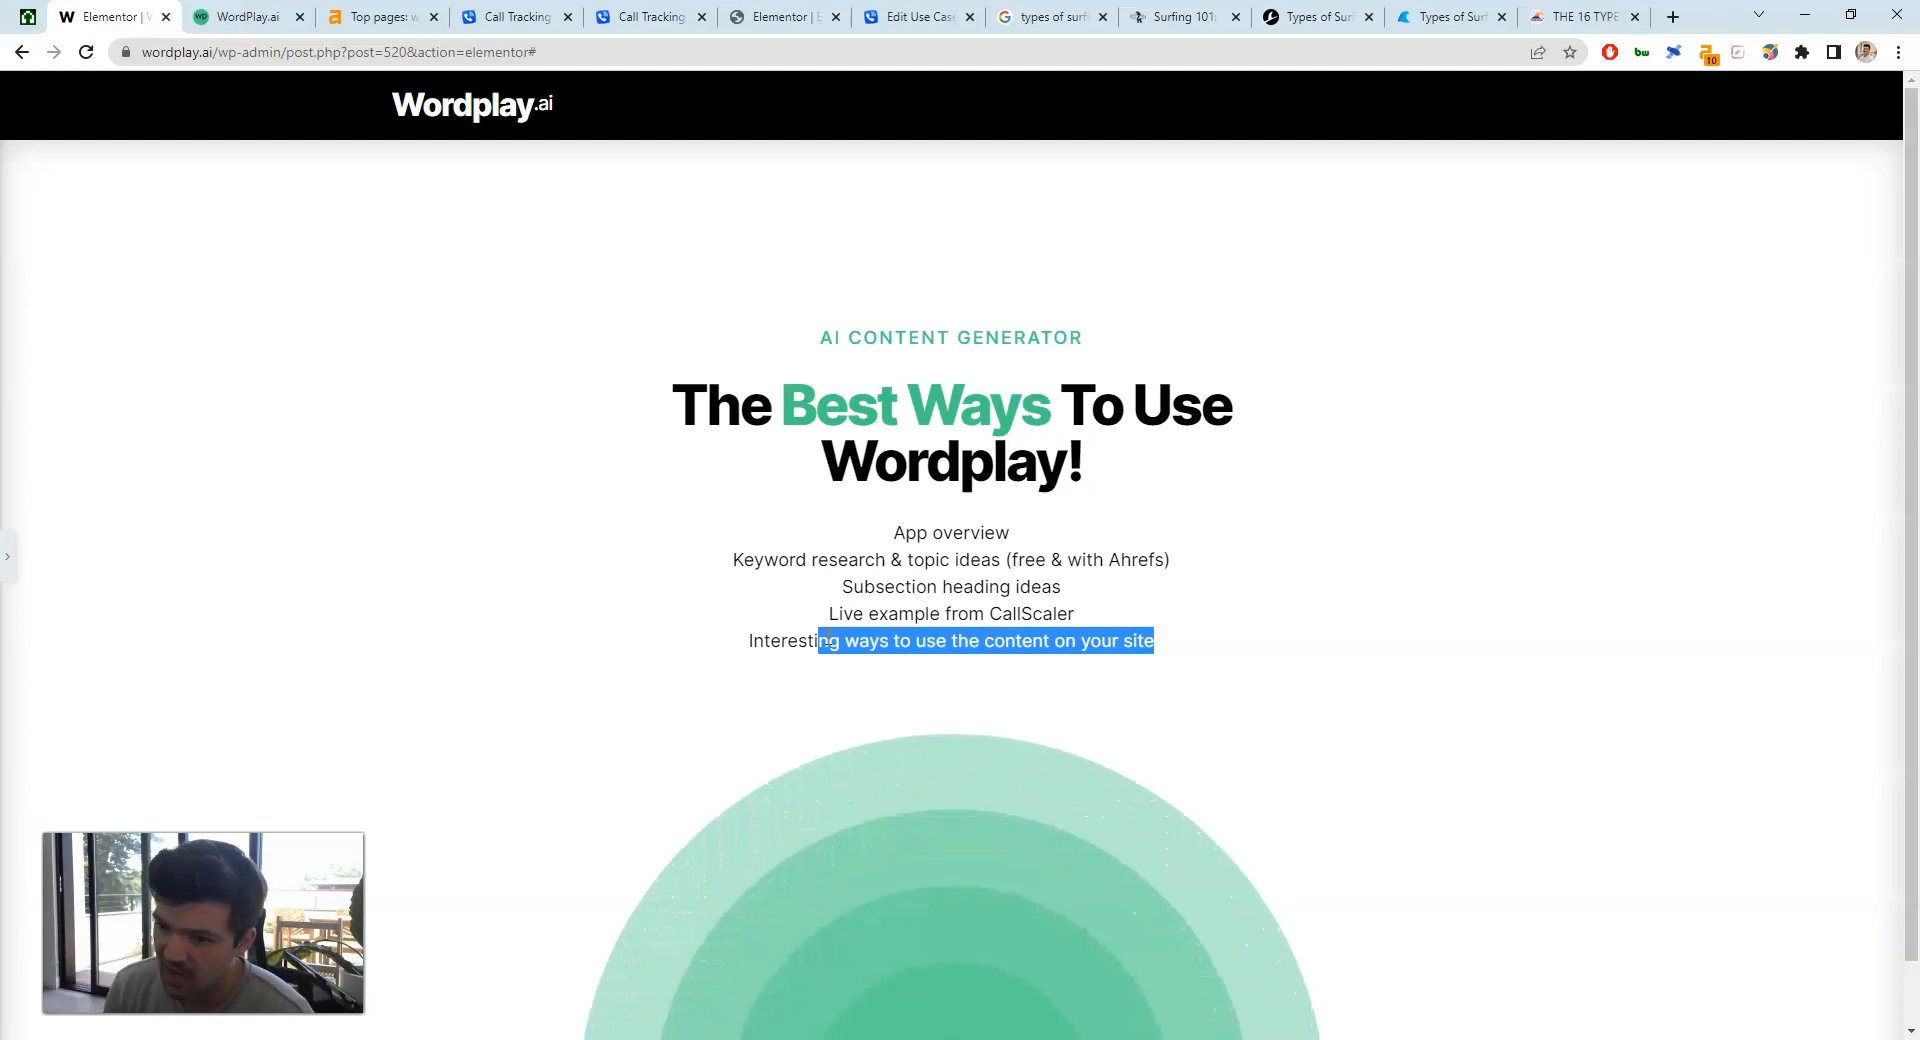 Elementor | W
WordPlay.ai
Top pages: w
Call Tracking
Call Tracking
Elementor | E
Edit Use Case
types of surf
Surfing 101:
Types of Surf
Types of Surf
THE 16 TYPE
wordplay.ai/wp-admin/post.php?post=520&action=elementor#
bw
10
Wordplay.ai
AI CONTENT GENERATOR
The Best Ways To Use
Wordplay!
App overview
Keyword research & topic ideas (free & with Ahrefs)
Subsection heading ideas
Live example from CallScaler
Interesting ways to use the content on your site